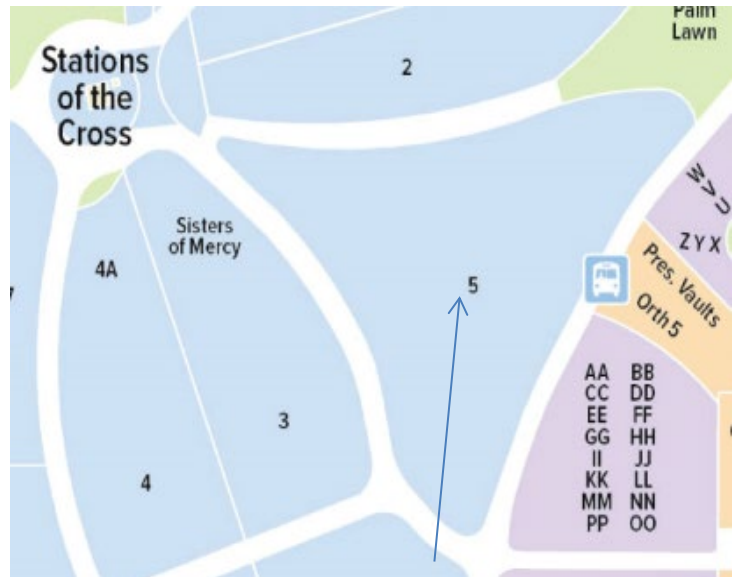 Palm
Lawn
Stations
of the
Cross
2
Sisters
of Mercy
4A
5
3
4
W V U
Z Y X
Pres. Vaults
Orth 5
AA BB
CC DD
EE FF
GG HH
II JJ
KK LL
MM NN
PP OO